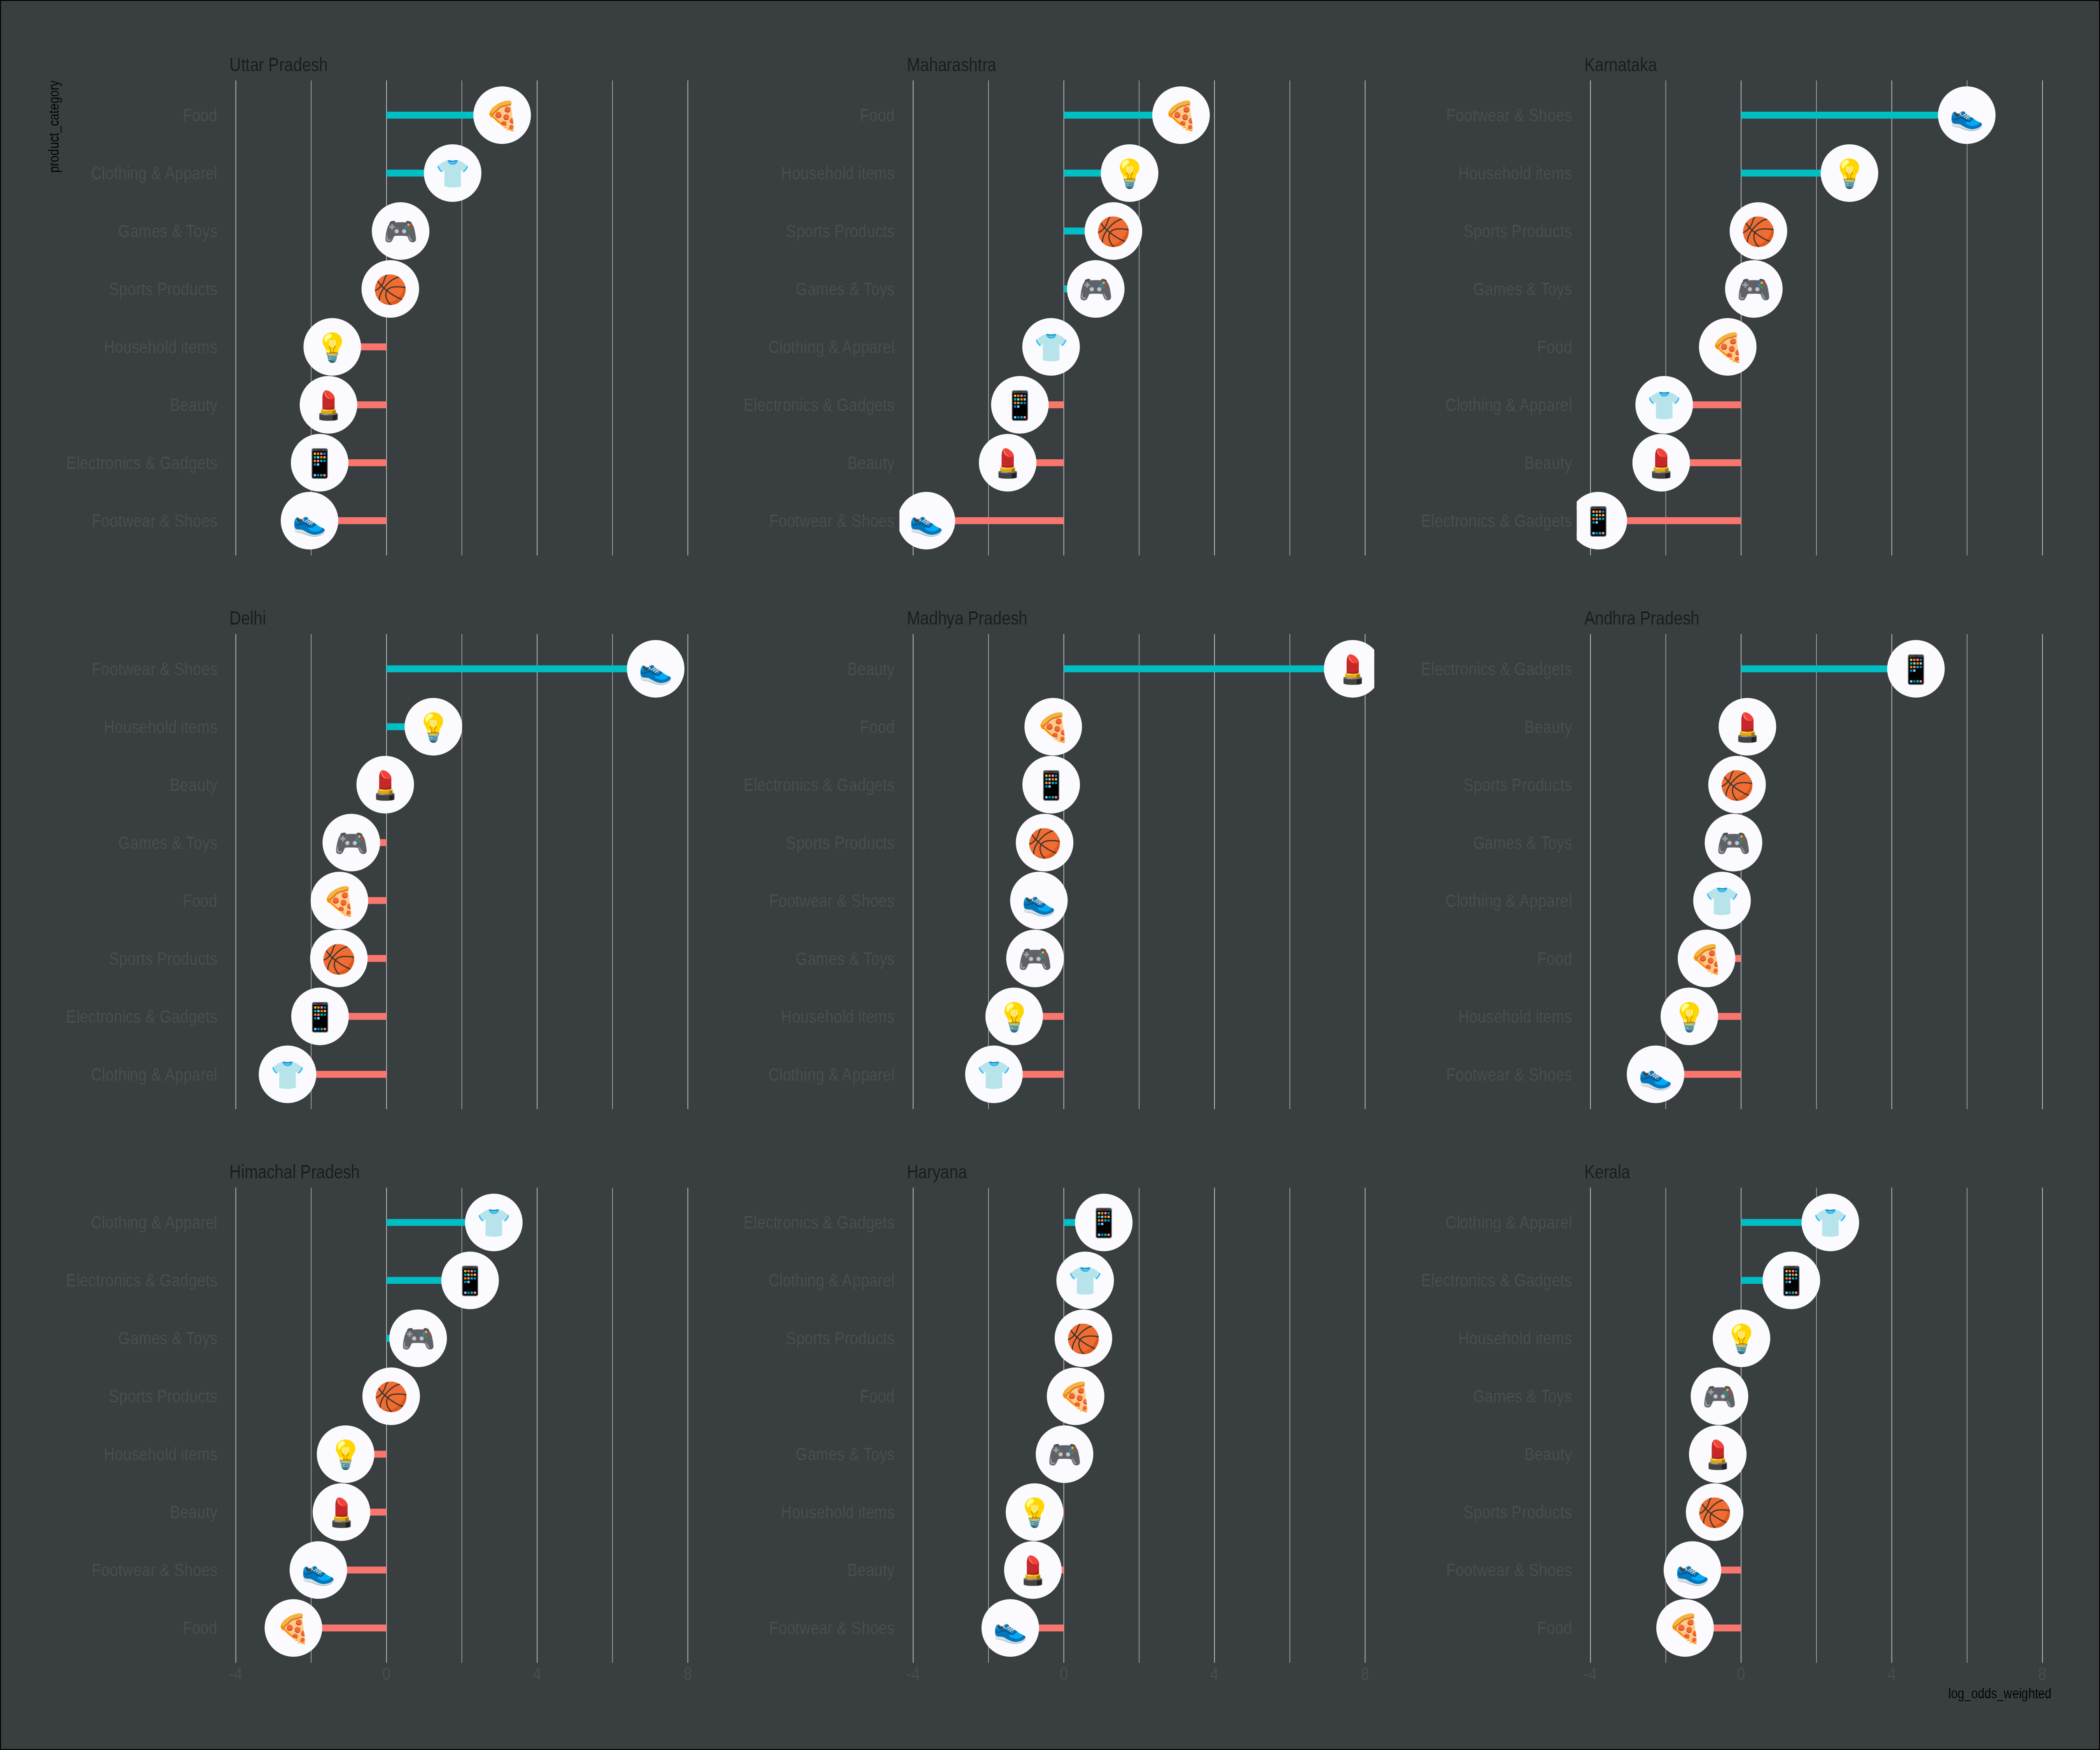 product_category
Uttar Pradesh
Food
Clothing & Apparel
Games & Toys
Sports Products
Household items
Beauty
Electronics & Gadgets
Footwear & Shoes
Maharashtra
Food
Household items
Sports Products
Games & Toys
Clothing & Apparel
Electronics & Gadgets
Beauty
Footwear & Shoes
Karnataka
Footwear & Shoes
Household items
Sports Products
Games & Toys
Food
Clothing & Apparel
Beauty
Electronics & Gadgets
Delhi
Footwear & Shoes
Household items
Beauty
Games & Toys
Food
Sports Products
Electronics & Gadgets
Clothing & Apparel
Madhya Pradesh
Beauty
Food
Electronics & Gadgets
Sports Products
Footwear & Shoes
Games & Toys
Household items
Clothing & Apparel
Andhra Pradesh
Electronics & Gadgets
Beauty
Sports Products
Games & Toys
Clothing & Apparel
Food
Household items
Footwear & Shoes
Himachal Pradesh
Clothing & Apparel
Electronics & Gadgets
Games & Toys
Sports Products
Household items
Beauty
Footwear & Shoes
Food
-4 0 4 8
Haryana
Electronics & Gadgets
Clothing & Apparel
Sports Products
Food
Games & Toys
Household items
Beauty
Footwear & Shoes
-4 0 4 8
Kerala
Clothing & Apparel
Electronics & Gadgets
Household items
Games & Toys
Beauty
Sports Products
Footwear & Shoes
Food
-4 0 4 8
log_odds_weighted